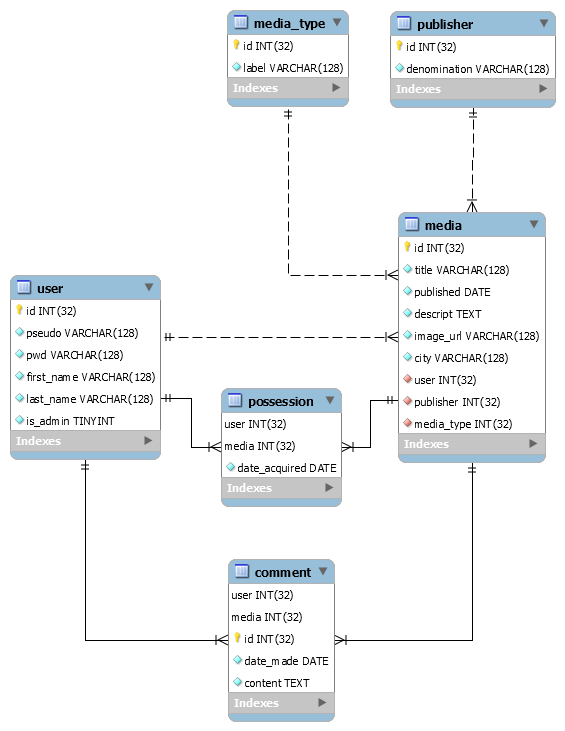 media_type
id INT(32)
label VARCHAR(128)
Indexes
publisher
id INT(32)
denomination VARCHAR(128)
Indexes
media
id INT(32)
title VARCHAR(128)
published DATE
descript TEXT
image_url VARCHAR(128)
city VARCHAR(128)
user INT(32)
publisher INT(32)
media_type INT(32)
Indexes
user
id INT(32)
pseudo VARCHAR(128)
pwd VARCHAR(128)
first_name VARCHAR(128)
last_name VARCHAR(128)
is_admin TINYINT
Indexes
possession
user INT(32)
media INT(32)
date_acquired DATE
Indexes
comment
user INT(32)
media INT(32)
id INT(32)
date_made DATE
content TEXT
Indexes